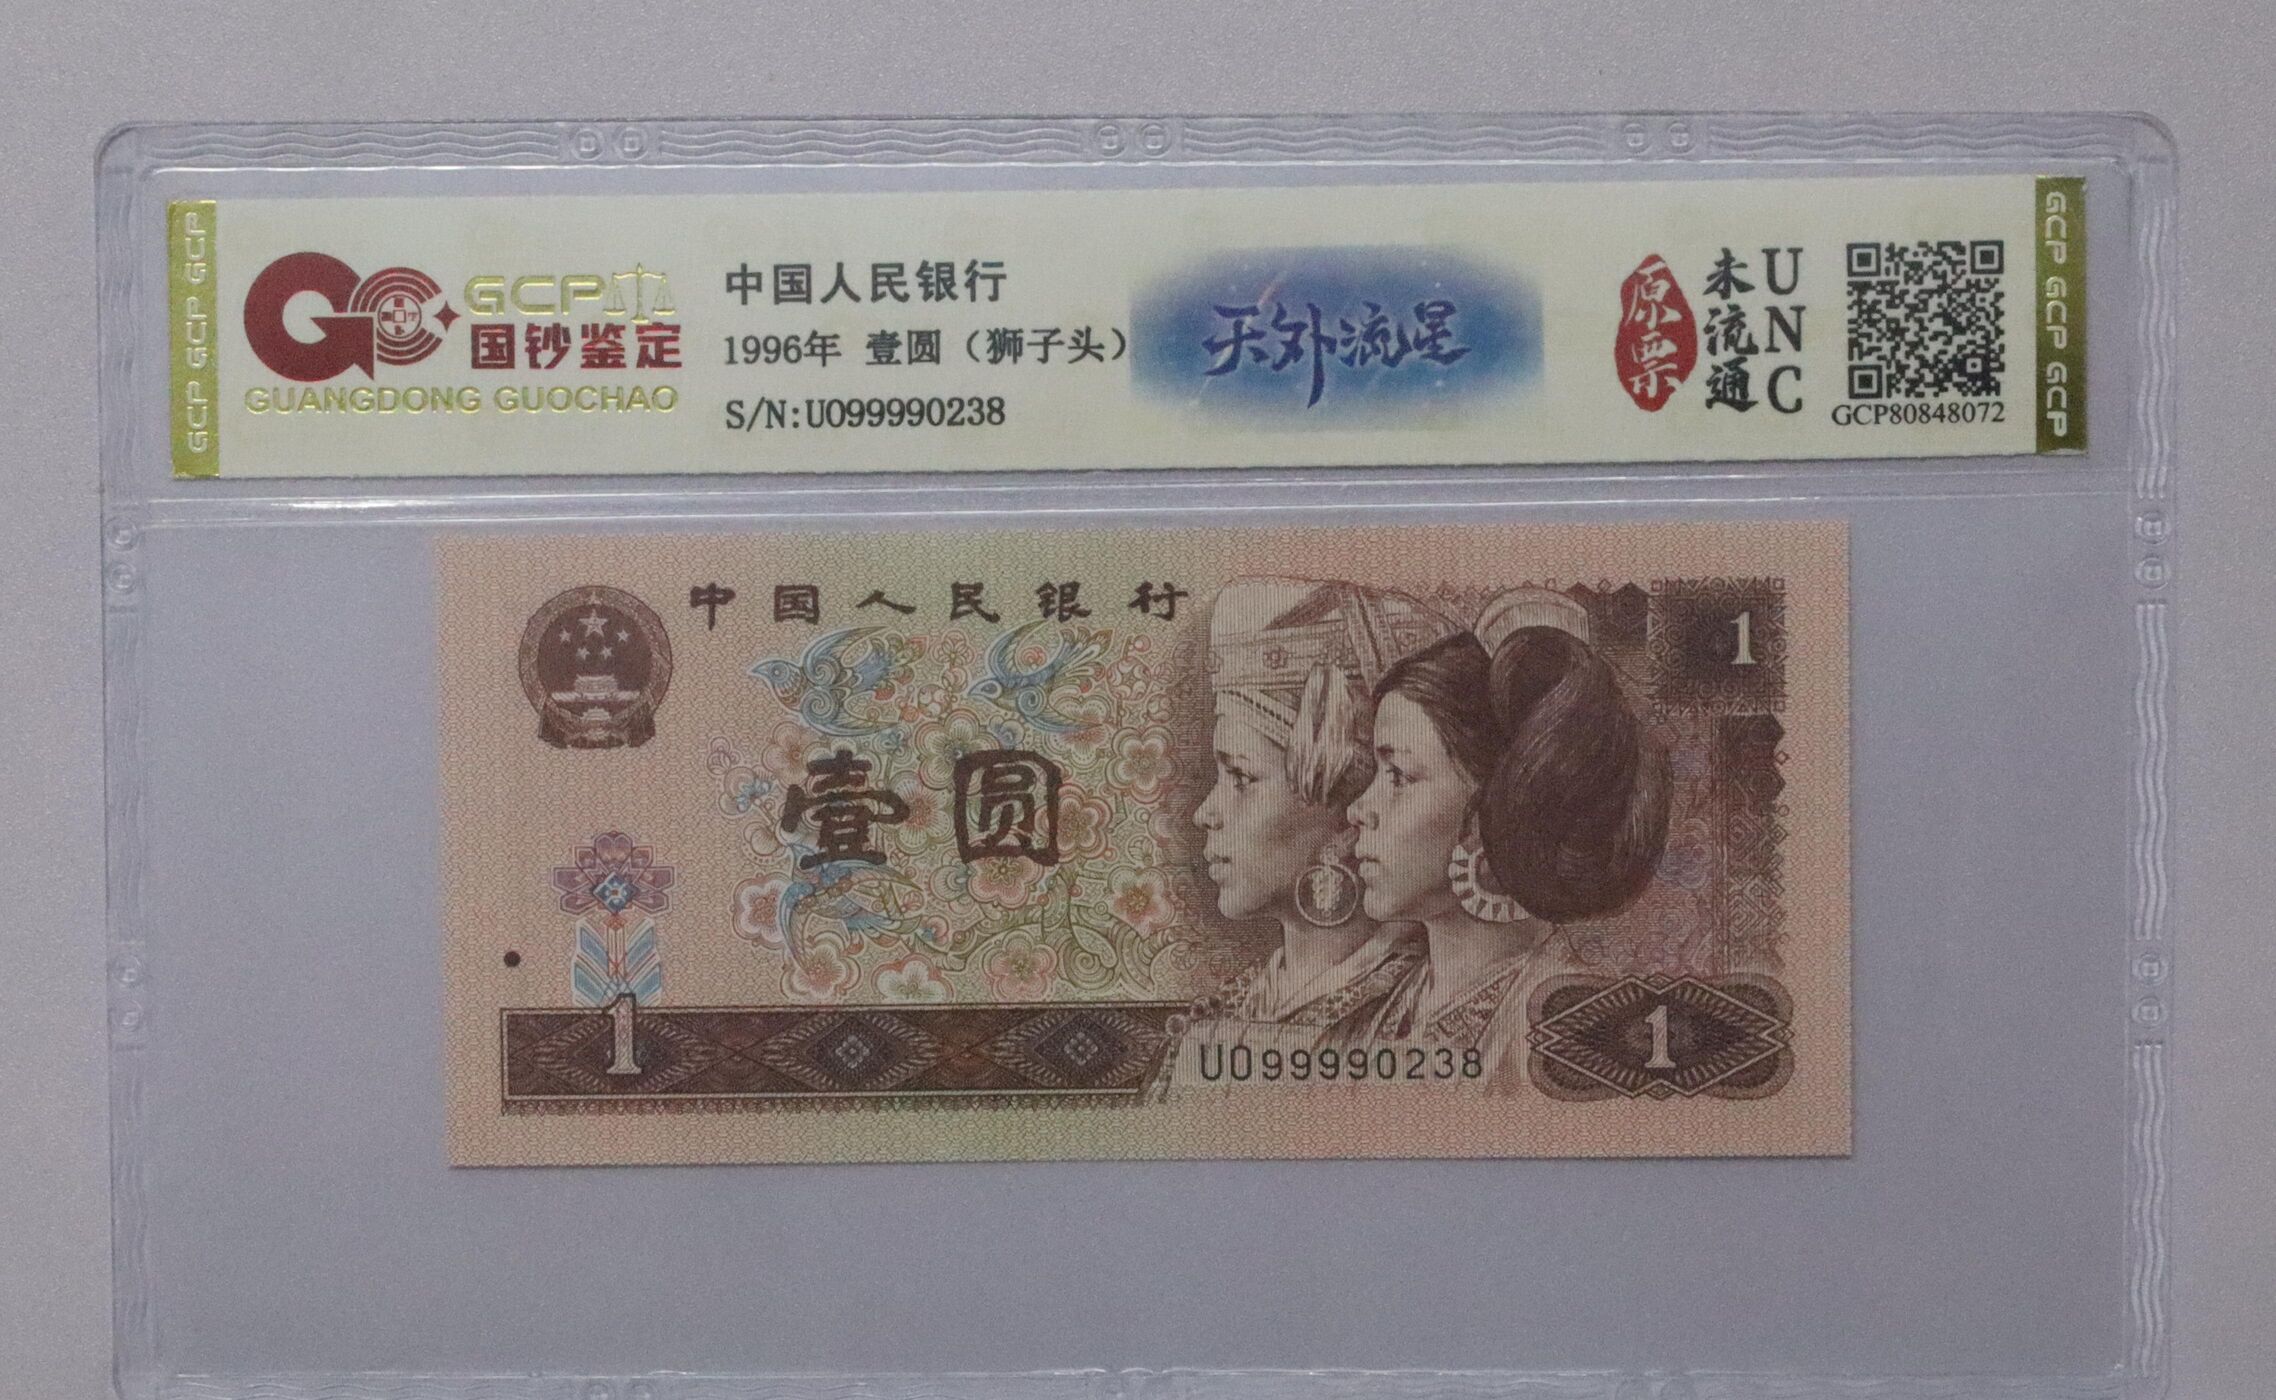 GCP GCP GCP
GCP
国钞鉴定
GUANGDONG GUOCHAO
中国人民银行
1996年 壹圆（狮子头）
S/N:UO99990238
天外流星
原票
未流通
UNC
GCP80848072
GCP GCP GCP
中国人民银行
1
壹圆
1
UO99990238
1